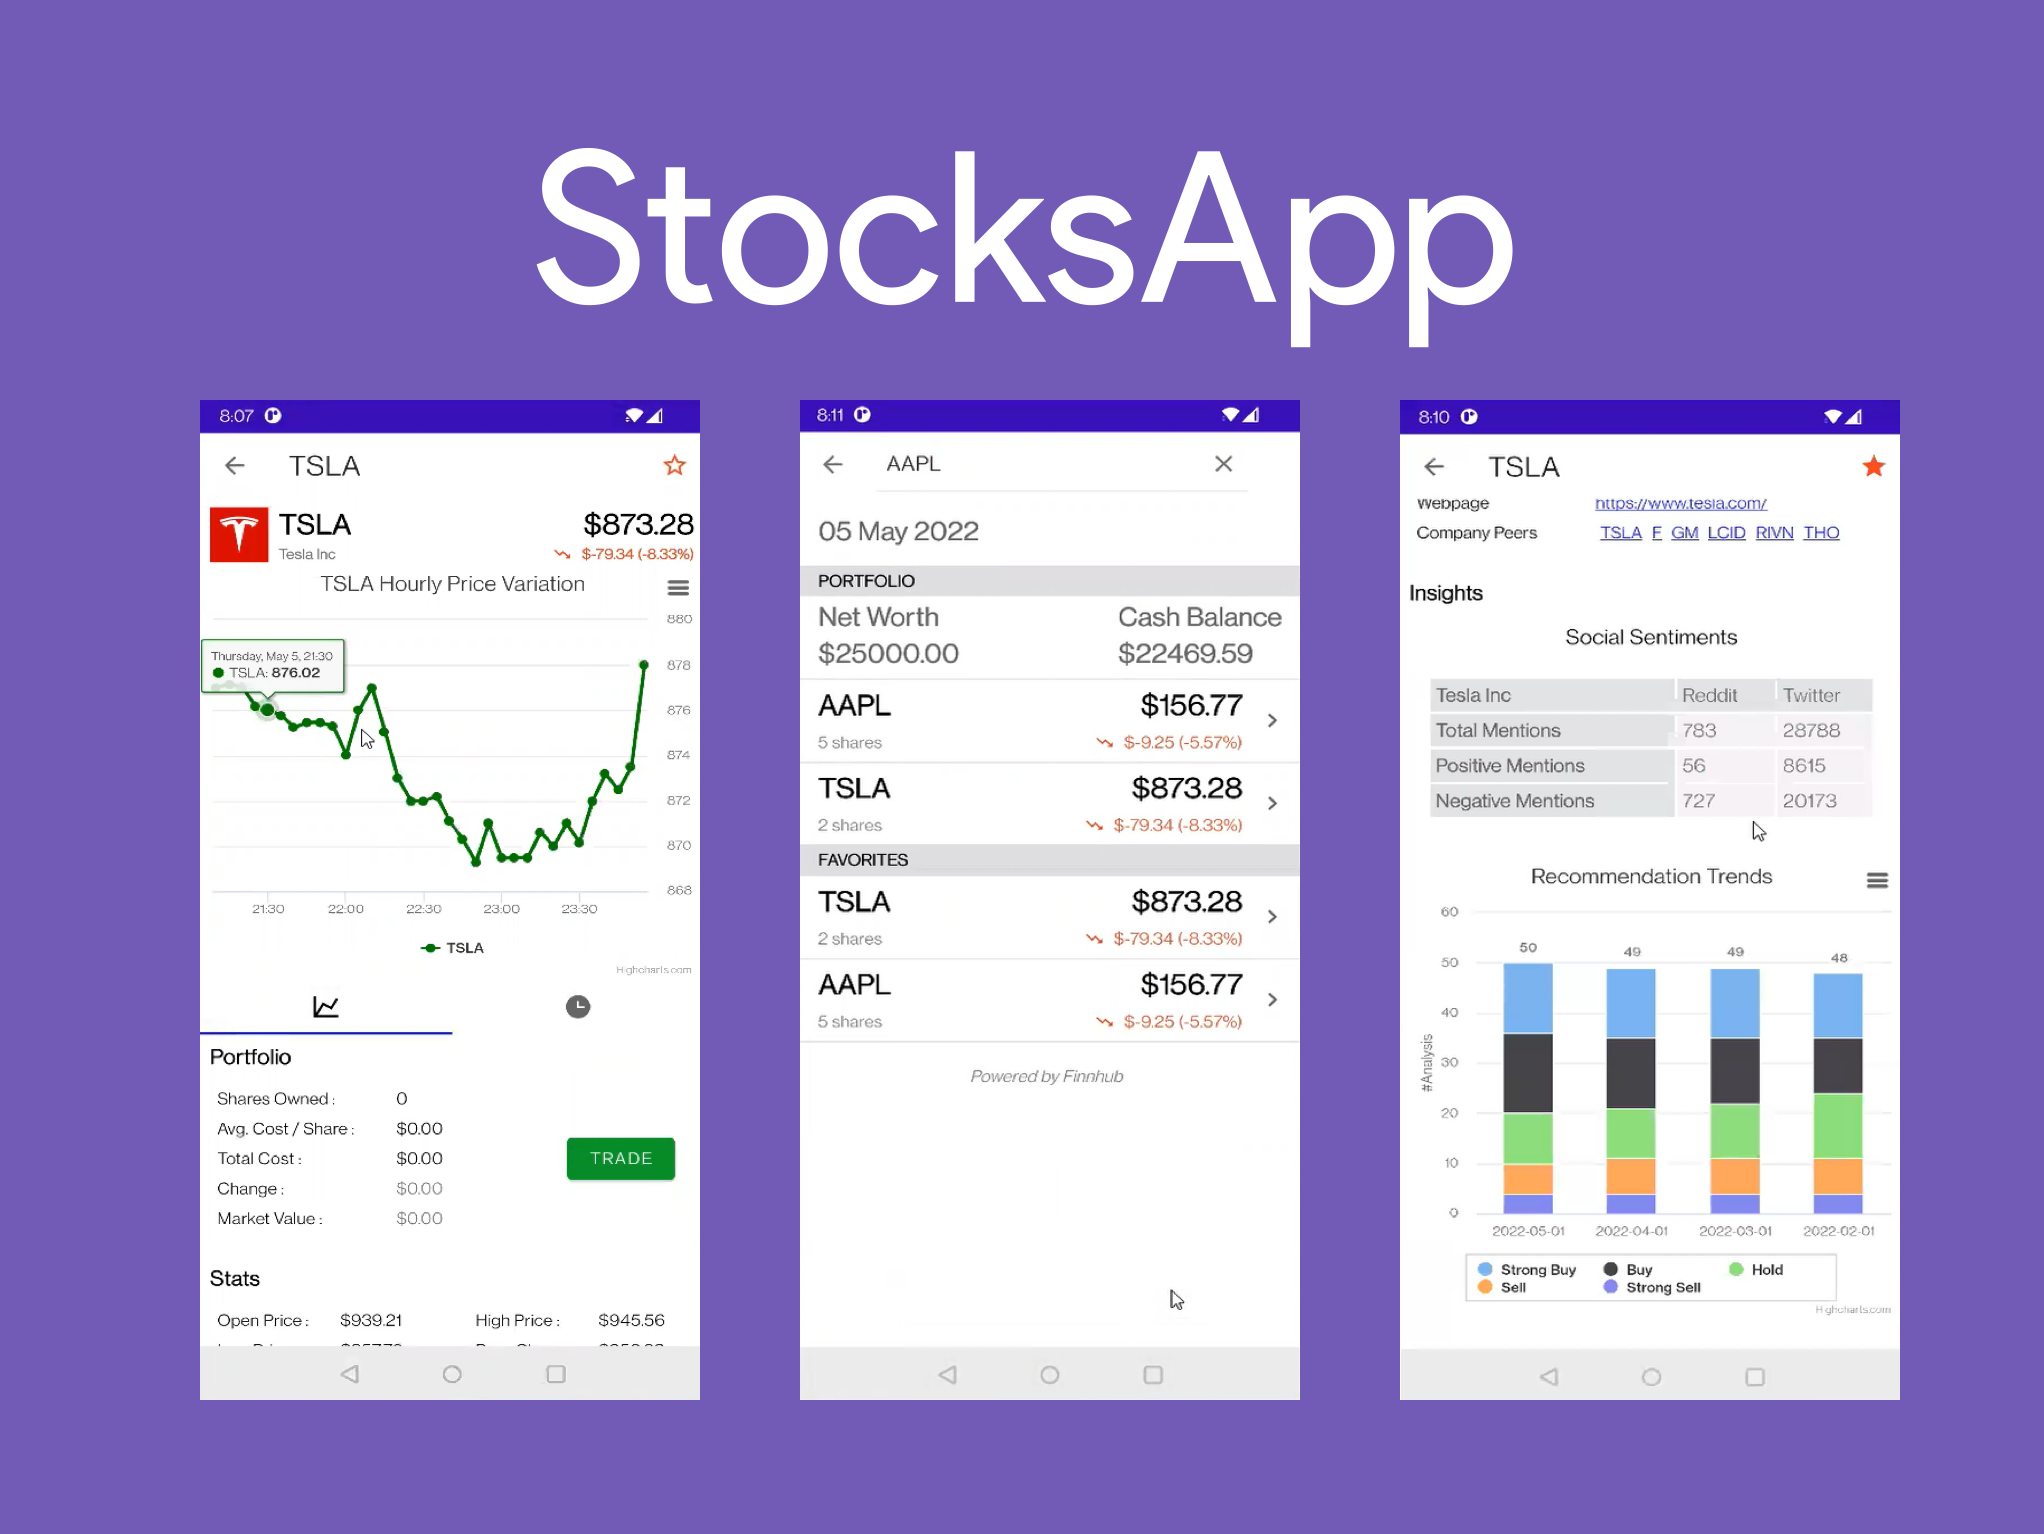 StocksApp
8:07
TSLA
TSLA
$873.28
Tesla Inc
$-79.34 (-8.33%)
TSLA Hourly Price Variation
880
Thursday, May 5, 21:30
TSLA: 876.02
878
876
874
872
870
868
21:30 22:00 22:30 23:00 23:30
TSLA
Highcharts.com
Portfolio
Shares Owned : 0
Avg. Cost / Share : $0.00
Total Cost : $0.00
TRADE
Change : $0.00
Market Value : $0.00
Stats
Open Price : $939.21 High Price : $945.56
8:11
AAPL
05 May 2022
PORTFOLIO
Net Worth Cash Balance
$25000.00 $22469.59
AAPL $156.77
5 shares $-9.25 (-5.57%)
TSLA $873.28
2 shares $-79.34 (-8.33%)
FAVORITES
TSLA $873.28
2 shares $-79.34 (-8.33%)
AAPL $156.77
5 shares $-9.25 (-5.57%)
Powered by Finnhub
8:10
TSLA
Webpage https://www.tesla.com/
Company Peers TSLA F GM LCID RIVN THO
Insights
Social Sentiments
Tesla Inc Reddit Twitter
Total Mentions 783 28788
Positive Mentions 56 8615
Negative Mentions 727 20173
Recommendation Trends
60
50
40
30
20
10
0
#Analysis
50 49 49 48
2022-05-01 2022-04-01 2022-03-01 2022-02-01
Strong Buy Buy Hold
Sell Strong Sell
Highcharts.com